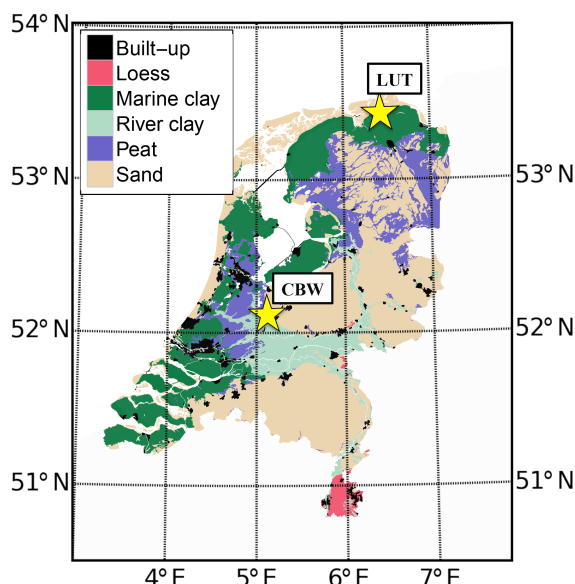 54° N
Built-up
Loess
Marine clay
River clay
Peat
Sand
LUT
53° N
53° N
CBW
52° N
52° N
51° N
51° N
4° E
5° E
6° E
7° E